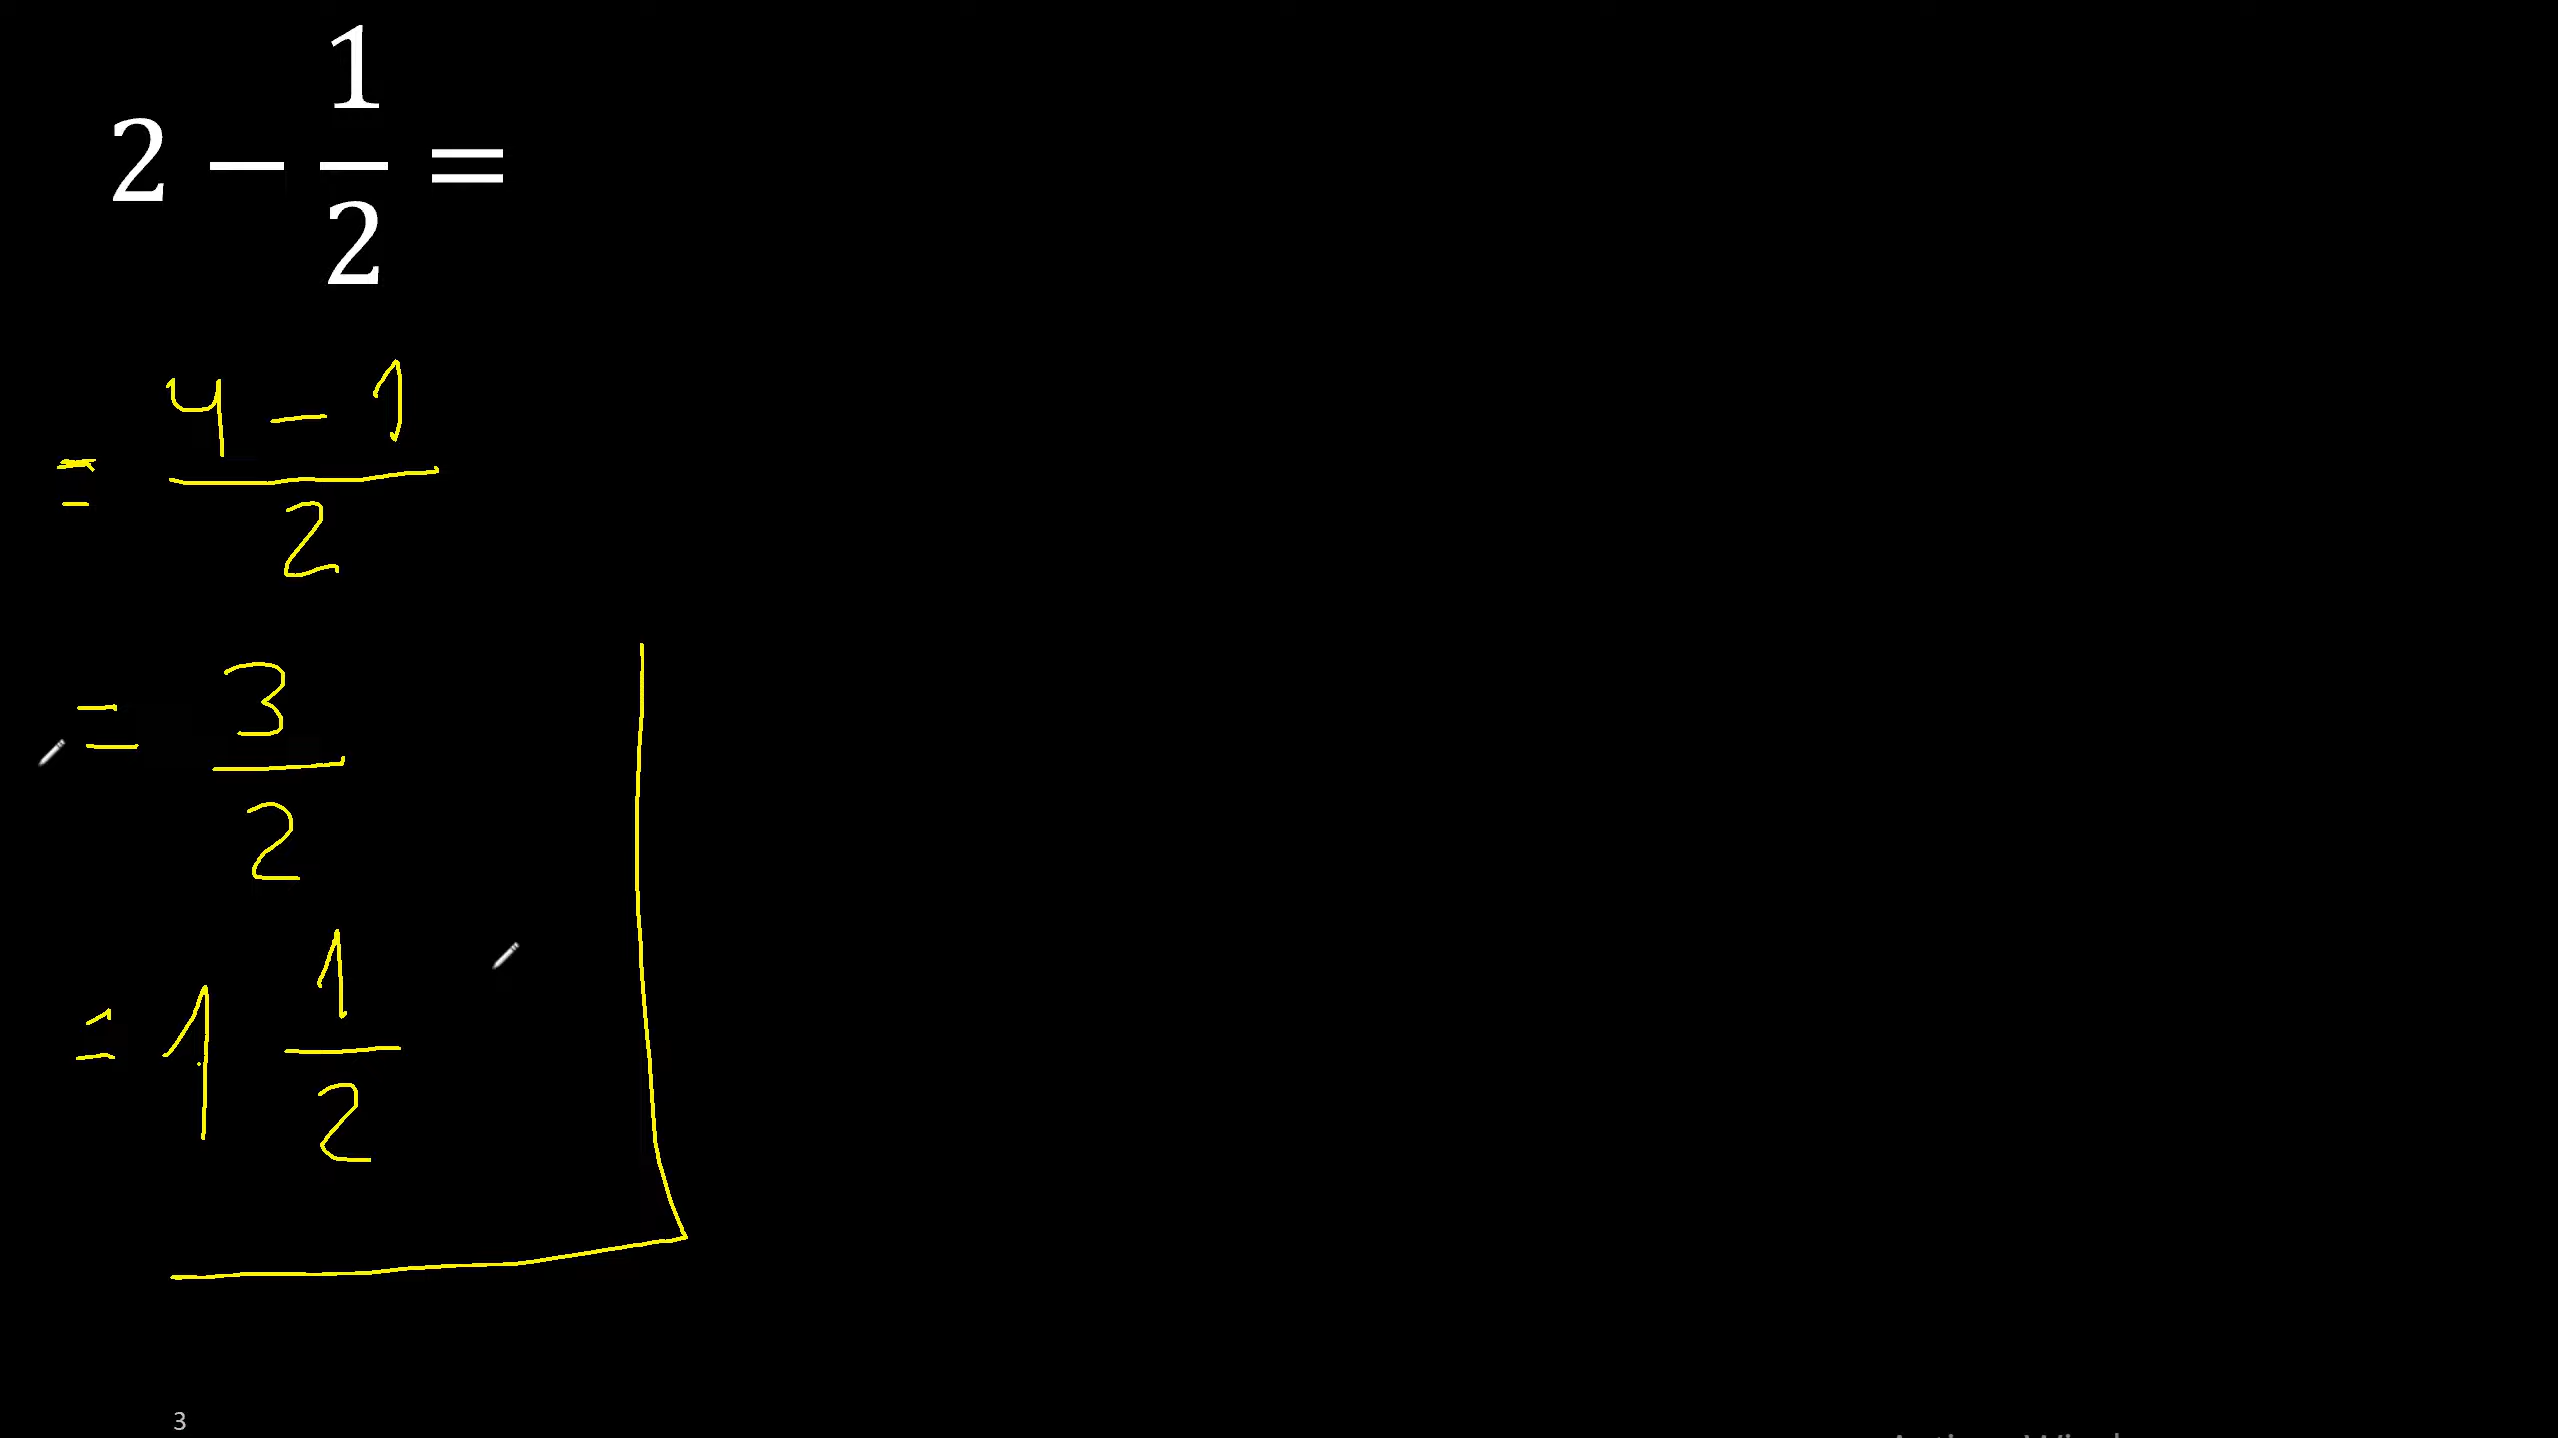 2 − 1/2 =
= (4 − 1)/2
= 3/2
= 1 1/2
3